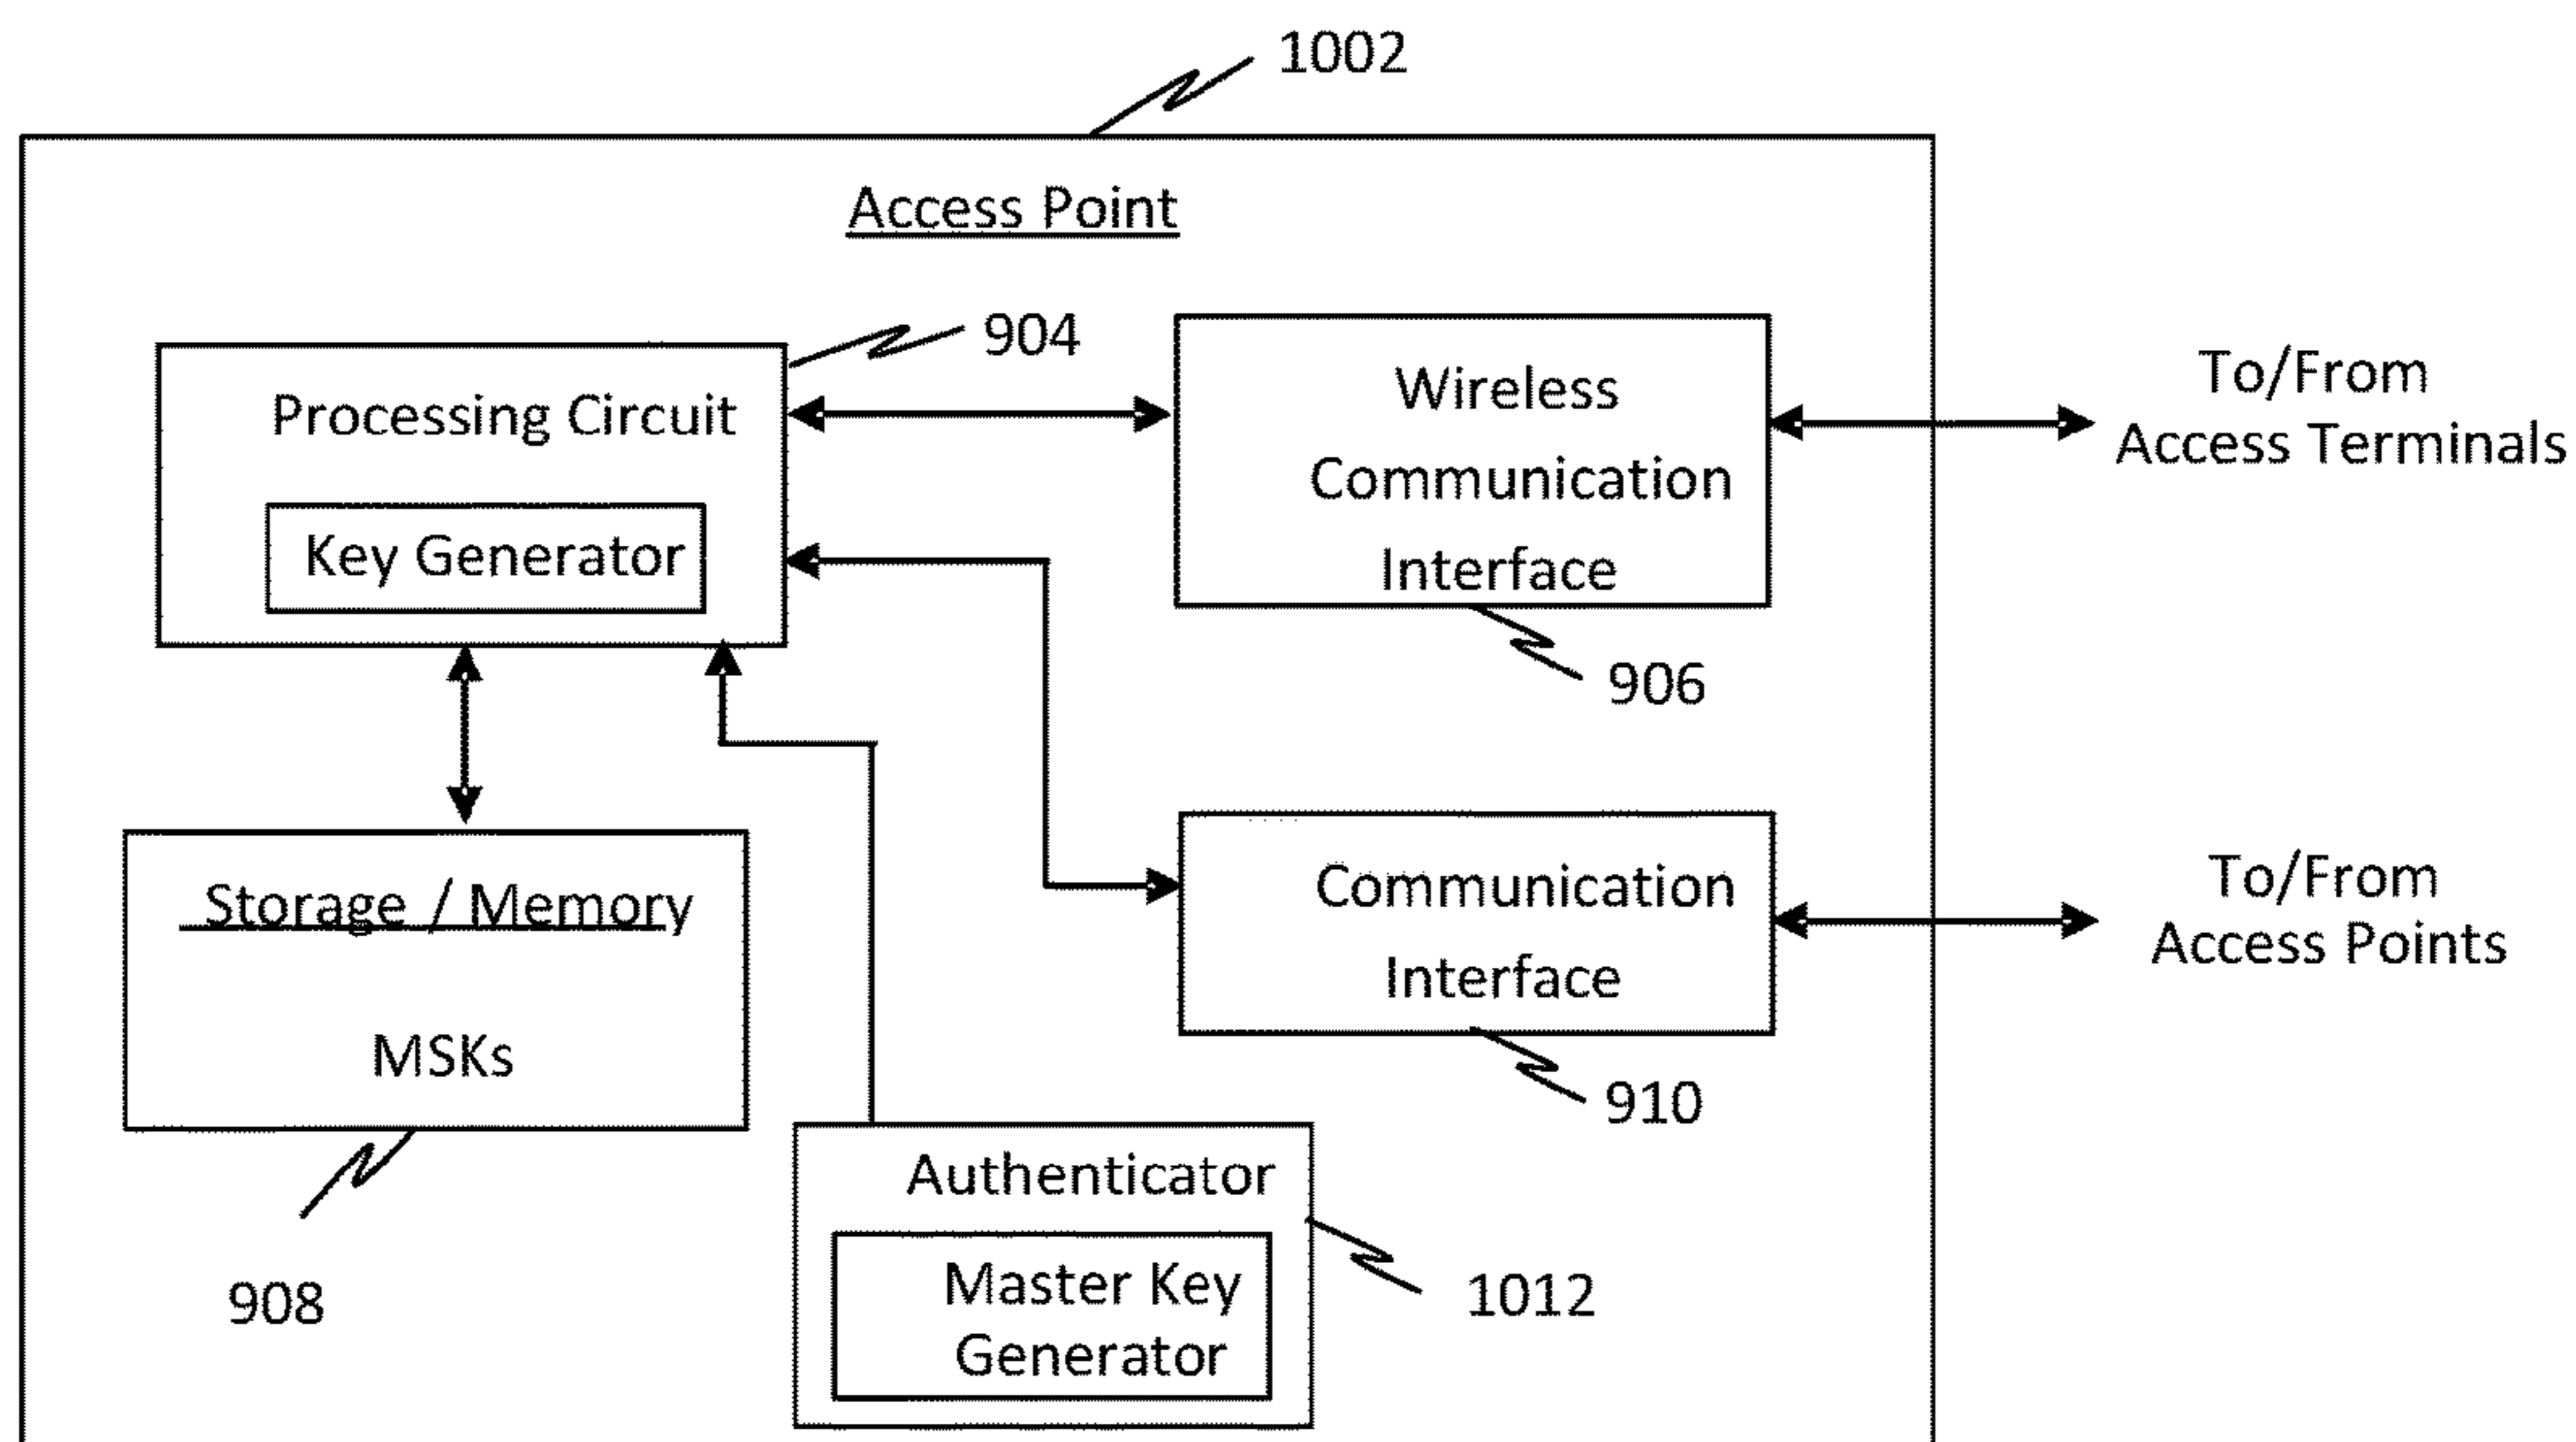 1002
Access Point
904
Processing Circuit
Key Generator
Wireless
Communication
Interface
906
To/From
Access Terminals
Storage / Memory
MSKs
908
Communication
Interface
910
To/From
Access Points
Authenticator
Master Key
Generator
1012